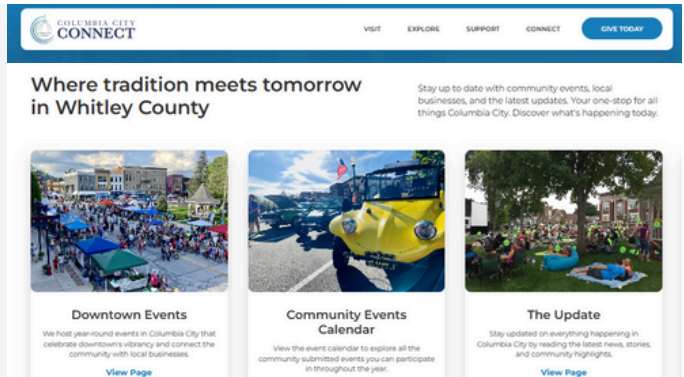 COLUMBIA CITY
CONNECT
VISIT EXPLORE SUPPORT CONNECT GIVE TODAY
Where tradition meets tomorrow
in Whitley County
Stay up to date with community events, local
businesses, and the latest updates. Your one-stop for all
things Columbia City. Discover what's happening today.
Downtown Events
We host year-round events in Columbia City that
celebrate downtown's vibrancy and connect the
community with local businesses.
View Page
Community Events
Calendar
View the event calendar to explore all the
community submitted events you can participate
in throughout the year.
The Update
Stay updated on everything happening in
Columbia City by reading the latest news, stories,
and community highlights.
View Page